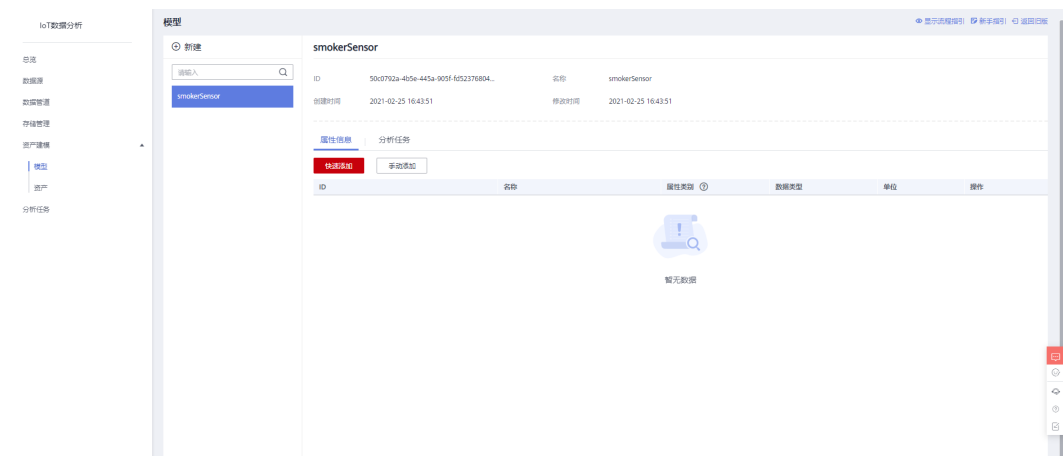 IoT数据分析
总览
数据源
数据管道
存储管理
资产建模
模型
资产
分析任务
模型
显示流程指引 新手指引 返回旧版
新建
请输入
smokerSensor
smokerSensor
ID 50c0792a-4b5e-445a-905f-fd52376804... 名称 smokerSensor
创建时间 2021-02-25 16:43:51 修改时间 2021-02-25 16:43:51
属性信息 分析任务
快速添加 手动添加
ID 名称 属性类别 数据类型 单位 操作
暂无数据